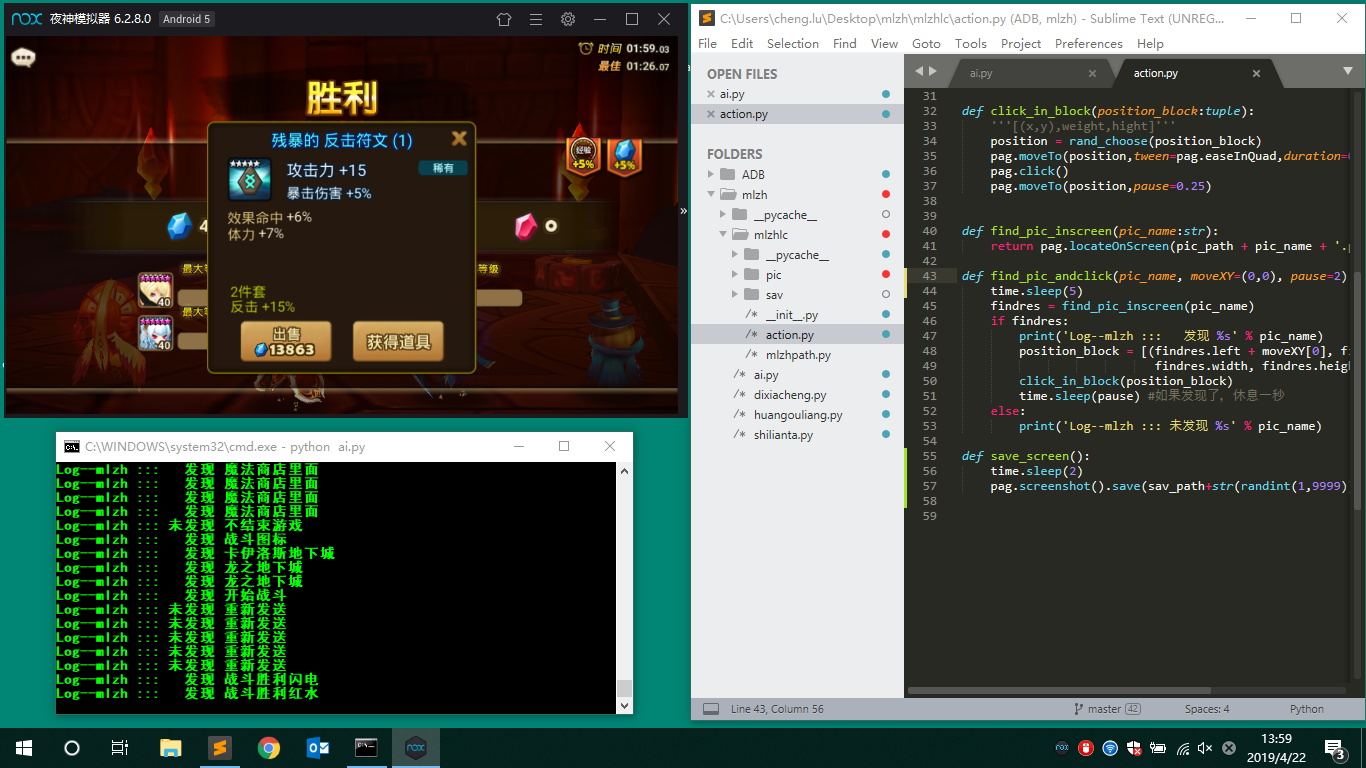 nox 夜神模拟器 6.2.8.0 Android 5
时间 01:59.03
最佳 01:26.07
胜利
残暴的 反击符文 (1)
攻击力 +15
稀有
暴击伤害 +5%
效果命中 +6%
体力 +7%
2件套
反击 +15%
出售
13863
获得道具
经验
+5%
+5%
4
0
最大等
等级
40
最大
40
»
C:\WINDOWS\system32\cmd.exe - python  ai.py
Log--mlzh :::   发现 魔法商店里面
Log--mlzh :::   发现 魔法商店里面
Log--mlzh :::   发现 魔法商店里面
Log--mlzh :::   发现 魔法商店里面
Log--mlzh ::: 未发现 不结束游戏
Log--mlzh :::   发现 战斗图标
Log--mlzh :::   发现 卡伊洛斯地下城
Log--mlzh :::   发现 龙之地下城
Log--mlzh :::   发现 龙之地下城
Log--mlzh :::   发现 开始战斗
Log--mlzh ::: 未发现 重新发送
Log--mlzh ::: 未发现 重新发送
Log--mlzh ::: 未发现 重新发送
Log--mlzh ::: 未发现 重新发送
Log--mlzh ::: 未发现 重新发送
Log--mlzh :::   发现 战斗胜利闪电
Log--mlzh :::   发现 战斗胜利红水
C:\Users\cheng.lu\Desktop\mlzh\mlzhlc\action.py (ADB, mlzh) - Sublime Text (UNREG...
File Edit Selection Find View Goto Tools Project Preferences Help
OPEN FILES
ai.py
action.py
FOLDERS
ADB
mlzh
__pycache__
mlzhlc
__pycache__
pic
sav
/* __init__.py
/* action.py
/* mlzhpath.py
/* ai.py
/* dixiacheng.py
/* huangouliang.py
/* shilianta.py
ai.py action.py
31
32 def click_in_block(position_block:tuple):
33     '''[(x,y),weight,hight]'''
34     position = rand_choose(position_block)
35     pag.moveTo(position,tween=pag.easeInQuad,duration=
36     pag.click()
37     pag.moveTo(position,pause=0.25)
38
39
40 def find_pic_inscreen(pic_name:str):
41     return pag.locateOnScreen(pic_path + pic_name + '.
42
43 def find_pic_andclick(pic_name, moveXY=(0,0), pause=2)
44     time.sleep(5)
45     findres = find_pic_inscreen(pic_name)
46     if findres:
47         print('Log--mlzh :::   发现 %s' % pic_name)
48         position_block = [(findres.left + moveXY[0], fi
49                            findres.width, findres.heigh
50         click_in_block(position_block)
51         time.sleep(pause) #如果发现了，休息一秒
52     else:
53         print('Log--mlzh ::: 未发现 %s' % pic_name)
54
55 def save_screen():
56     time.sleep(2)
57     pag.screenshot().save(sav_path+str(randint(1,9999)
58
59
Line 43, Column 56 master 42 Spaces: 4 Python
13:59
2019/4/22
3